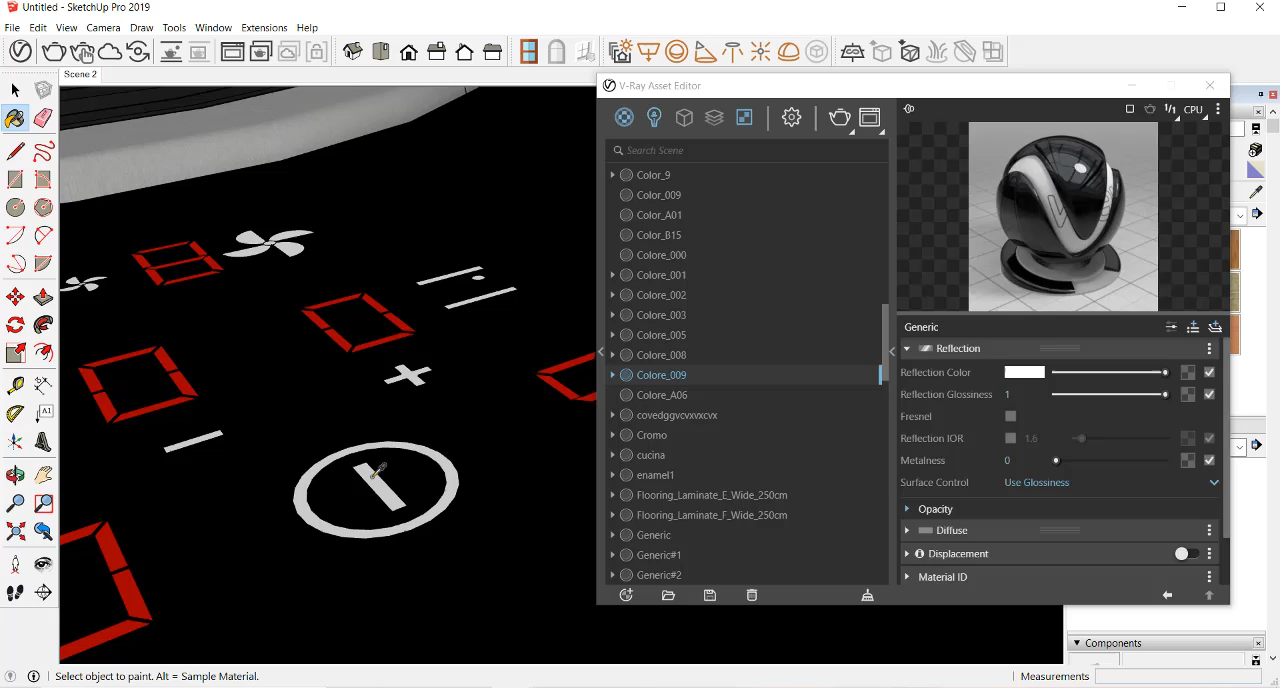 Untitled - SketchUp Pro 2019
File Edit View Camera Draw Tools Window Extensions Help
Scene 2
V-Ray Asset Editor
Search Scene
1/1 CPU
Color_9
Color_009
Color_A01
Color_B15
Colore_000
Colore_001
Colore_002
Colore_003
Colore_005
Colore_008
Colore_009
Colore_A06
covedggvcvxvxcvx
Cromo
cucina
enamel1
Flooring_Laminate_E_Wide_250cm
Flooring_Laminate_F_Wide_250cm
Generic
Generic#1
Generic#2
Generic
Reflection
Reflection Color
Reflection Glossiness 1
Fresnel
Reflection IOR 1.6
Metalness 0
Surface Control Use Glossiness
Opacity
Diffuse
Displacement
Material ID
A1
Components
Select object to paint. Alt = Sample Material.
Measurements